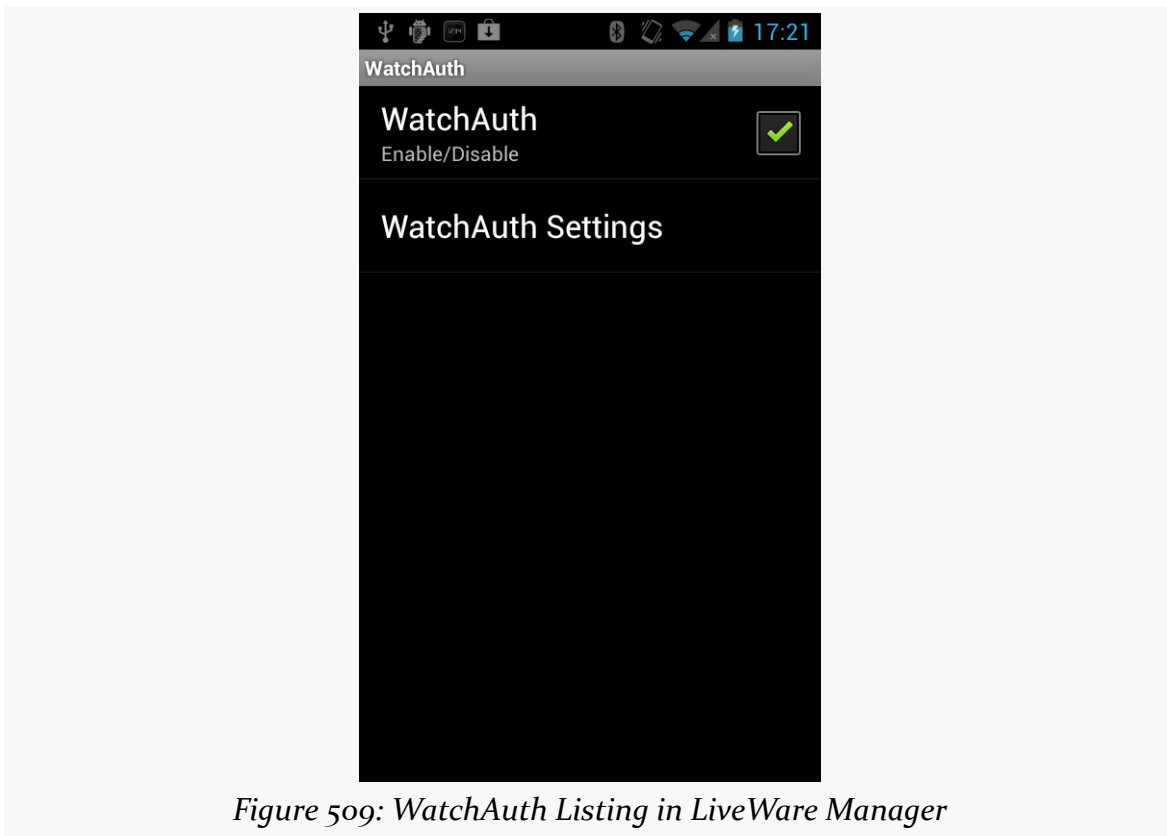 17:21
WatchAuth
WatchAuth
Enable/Disable
WatchAuth Settings
Figure 509: WatchAuth Listing in LiveWare Manager